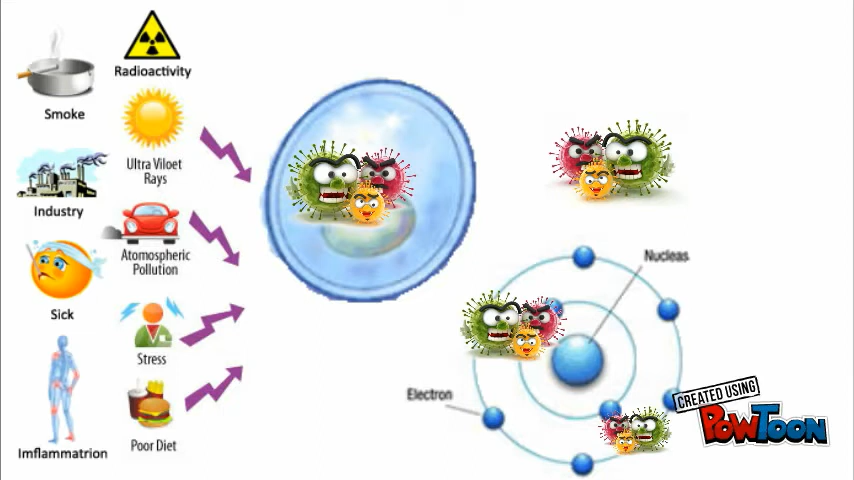 Radioactivity
Smoke
Ultra Viloet
Rays
Industry
Atomospheric
Pollution
Sick
Stress
Imflammatrion
Poor Diet
Nucleas
Electron
CREATED USING
POWTOON